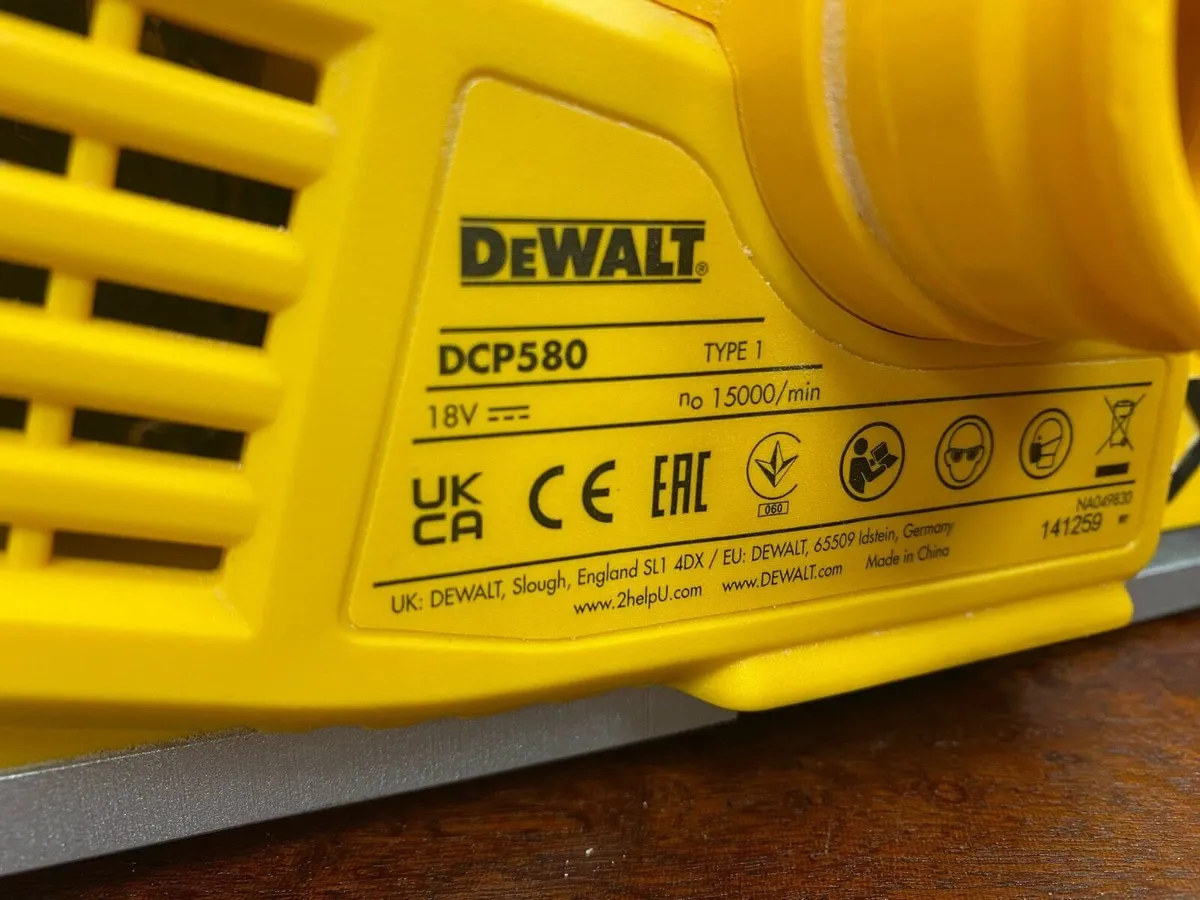 DEWALT®
DCP580 TYPE 1
18V n₀ 15000/min
UK CA CE EAC 060
NA049830
141259
UK: DEWALT, Slough, England SL1 4DX / EU: DEWALT, 65509 Idstein, Germany
www.2helpU.com www.DEWALT.com Made in China